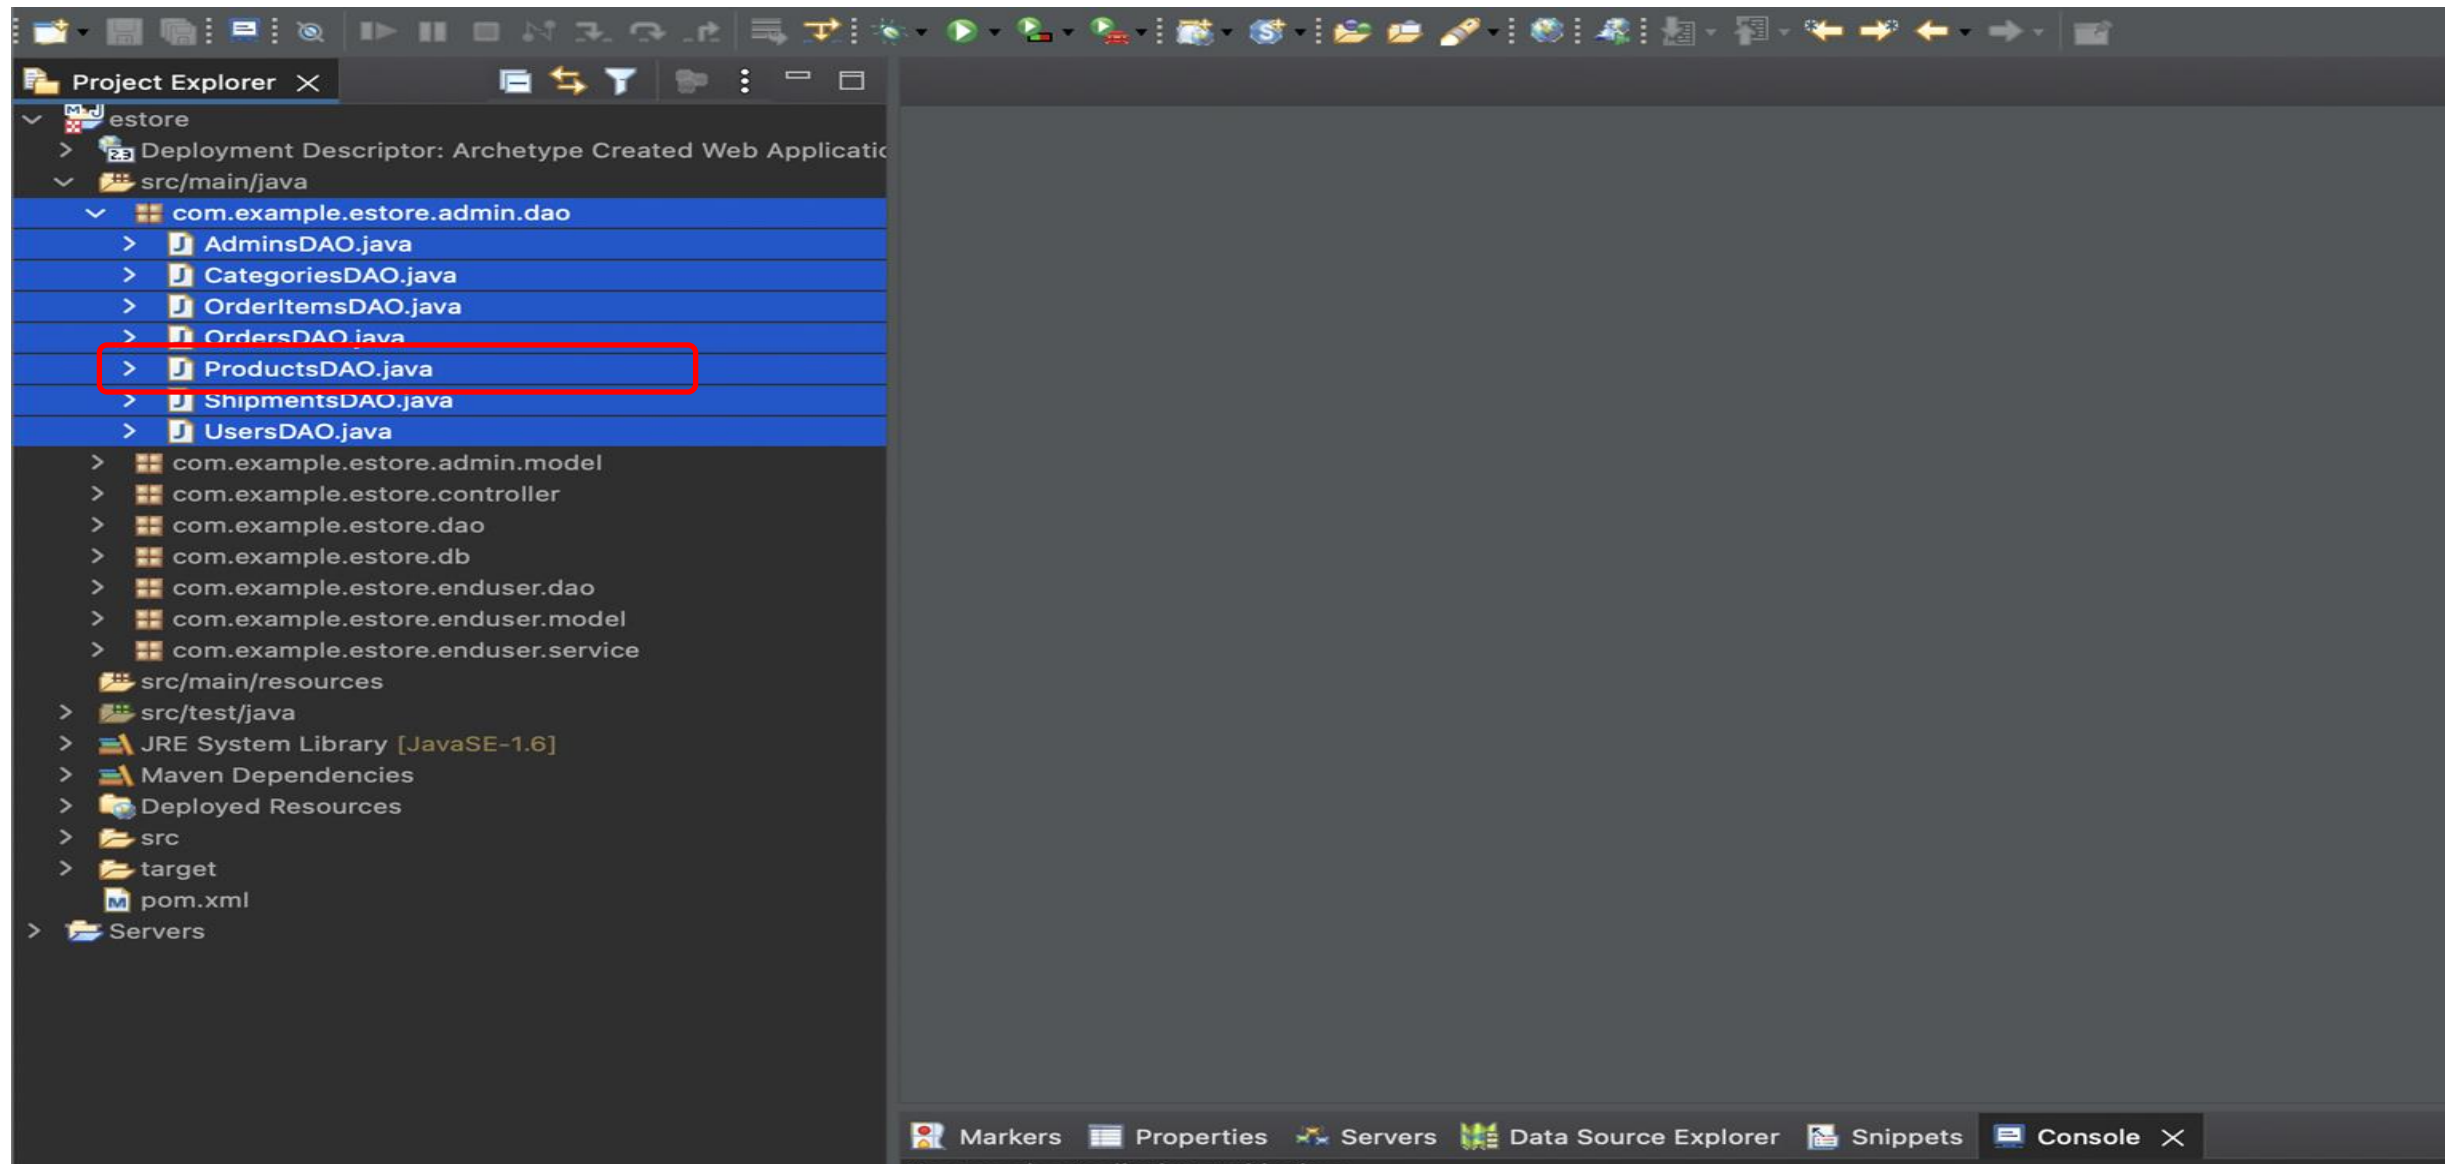 Project Explorer
estore
Deployment Descriptor: Archetype Created Web Applicatic
src/main/java
com.example.estore.admin.dao
AdminsDAO.java
CategoriesDAO.java
OrderItemsDAO.java
OrdersDAO.java
ProductsDAO.java
ShipmentsDAO.java
UsersDAO.java
com.example.estore.admin.model
com.example.estore.controller
com.example.estore.dao
com.example.estore.db
com.example.estore.enduser.dao
com.example.estore.enduser.model
com.example.estore.enduser.service
src/main/resources
src/test/java
JRE System Library [JavaSE-1.6]
Maven Dependencies
Deployed Resources
src
target
pom.xml
Servers
Markers Properties Servers Data Source Explorer Snippets Console